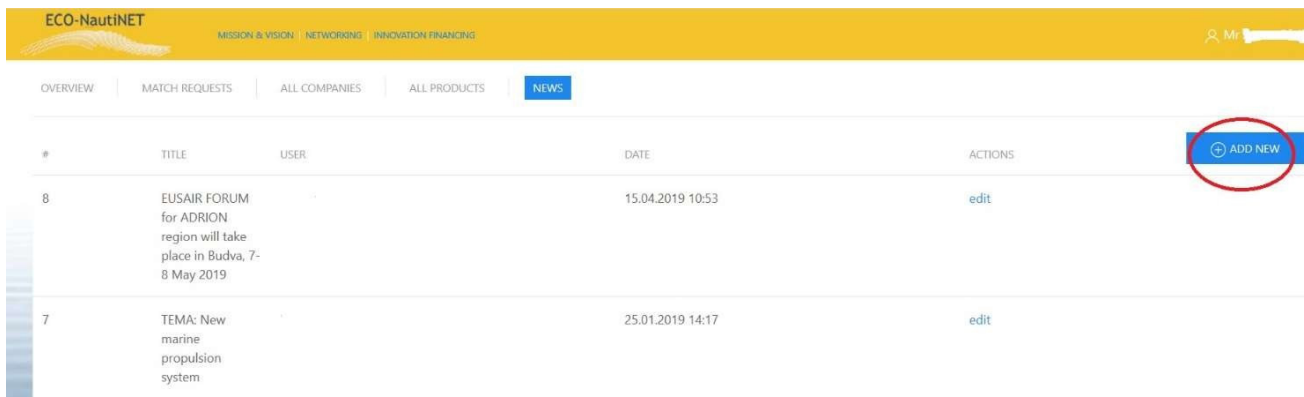 ECO-NautiNET
MISSION & VISION | NETWORKING | INNOVATION FINANCING
Mr
OVERVIEW MATCH REQUESTS ALL COMPANIES ALL PRODUCTS NEWS
# TITLE USER DATE ACTIONS ADD NEW
8 EUSAIR FORUM 15.04.2019 10:53 edit
for ADRION
region will take
place in Budva, 7-
8 May 2019
7 TEMA: New 25.01.2019 14:17 edit
marine
propulsion
system